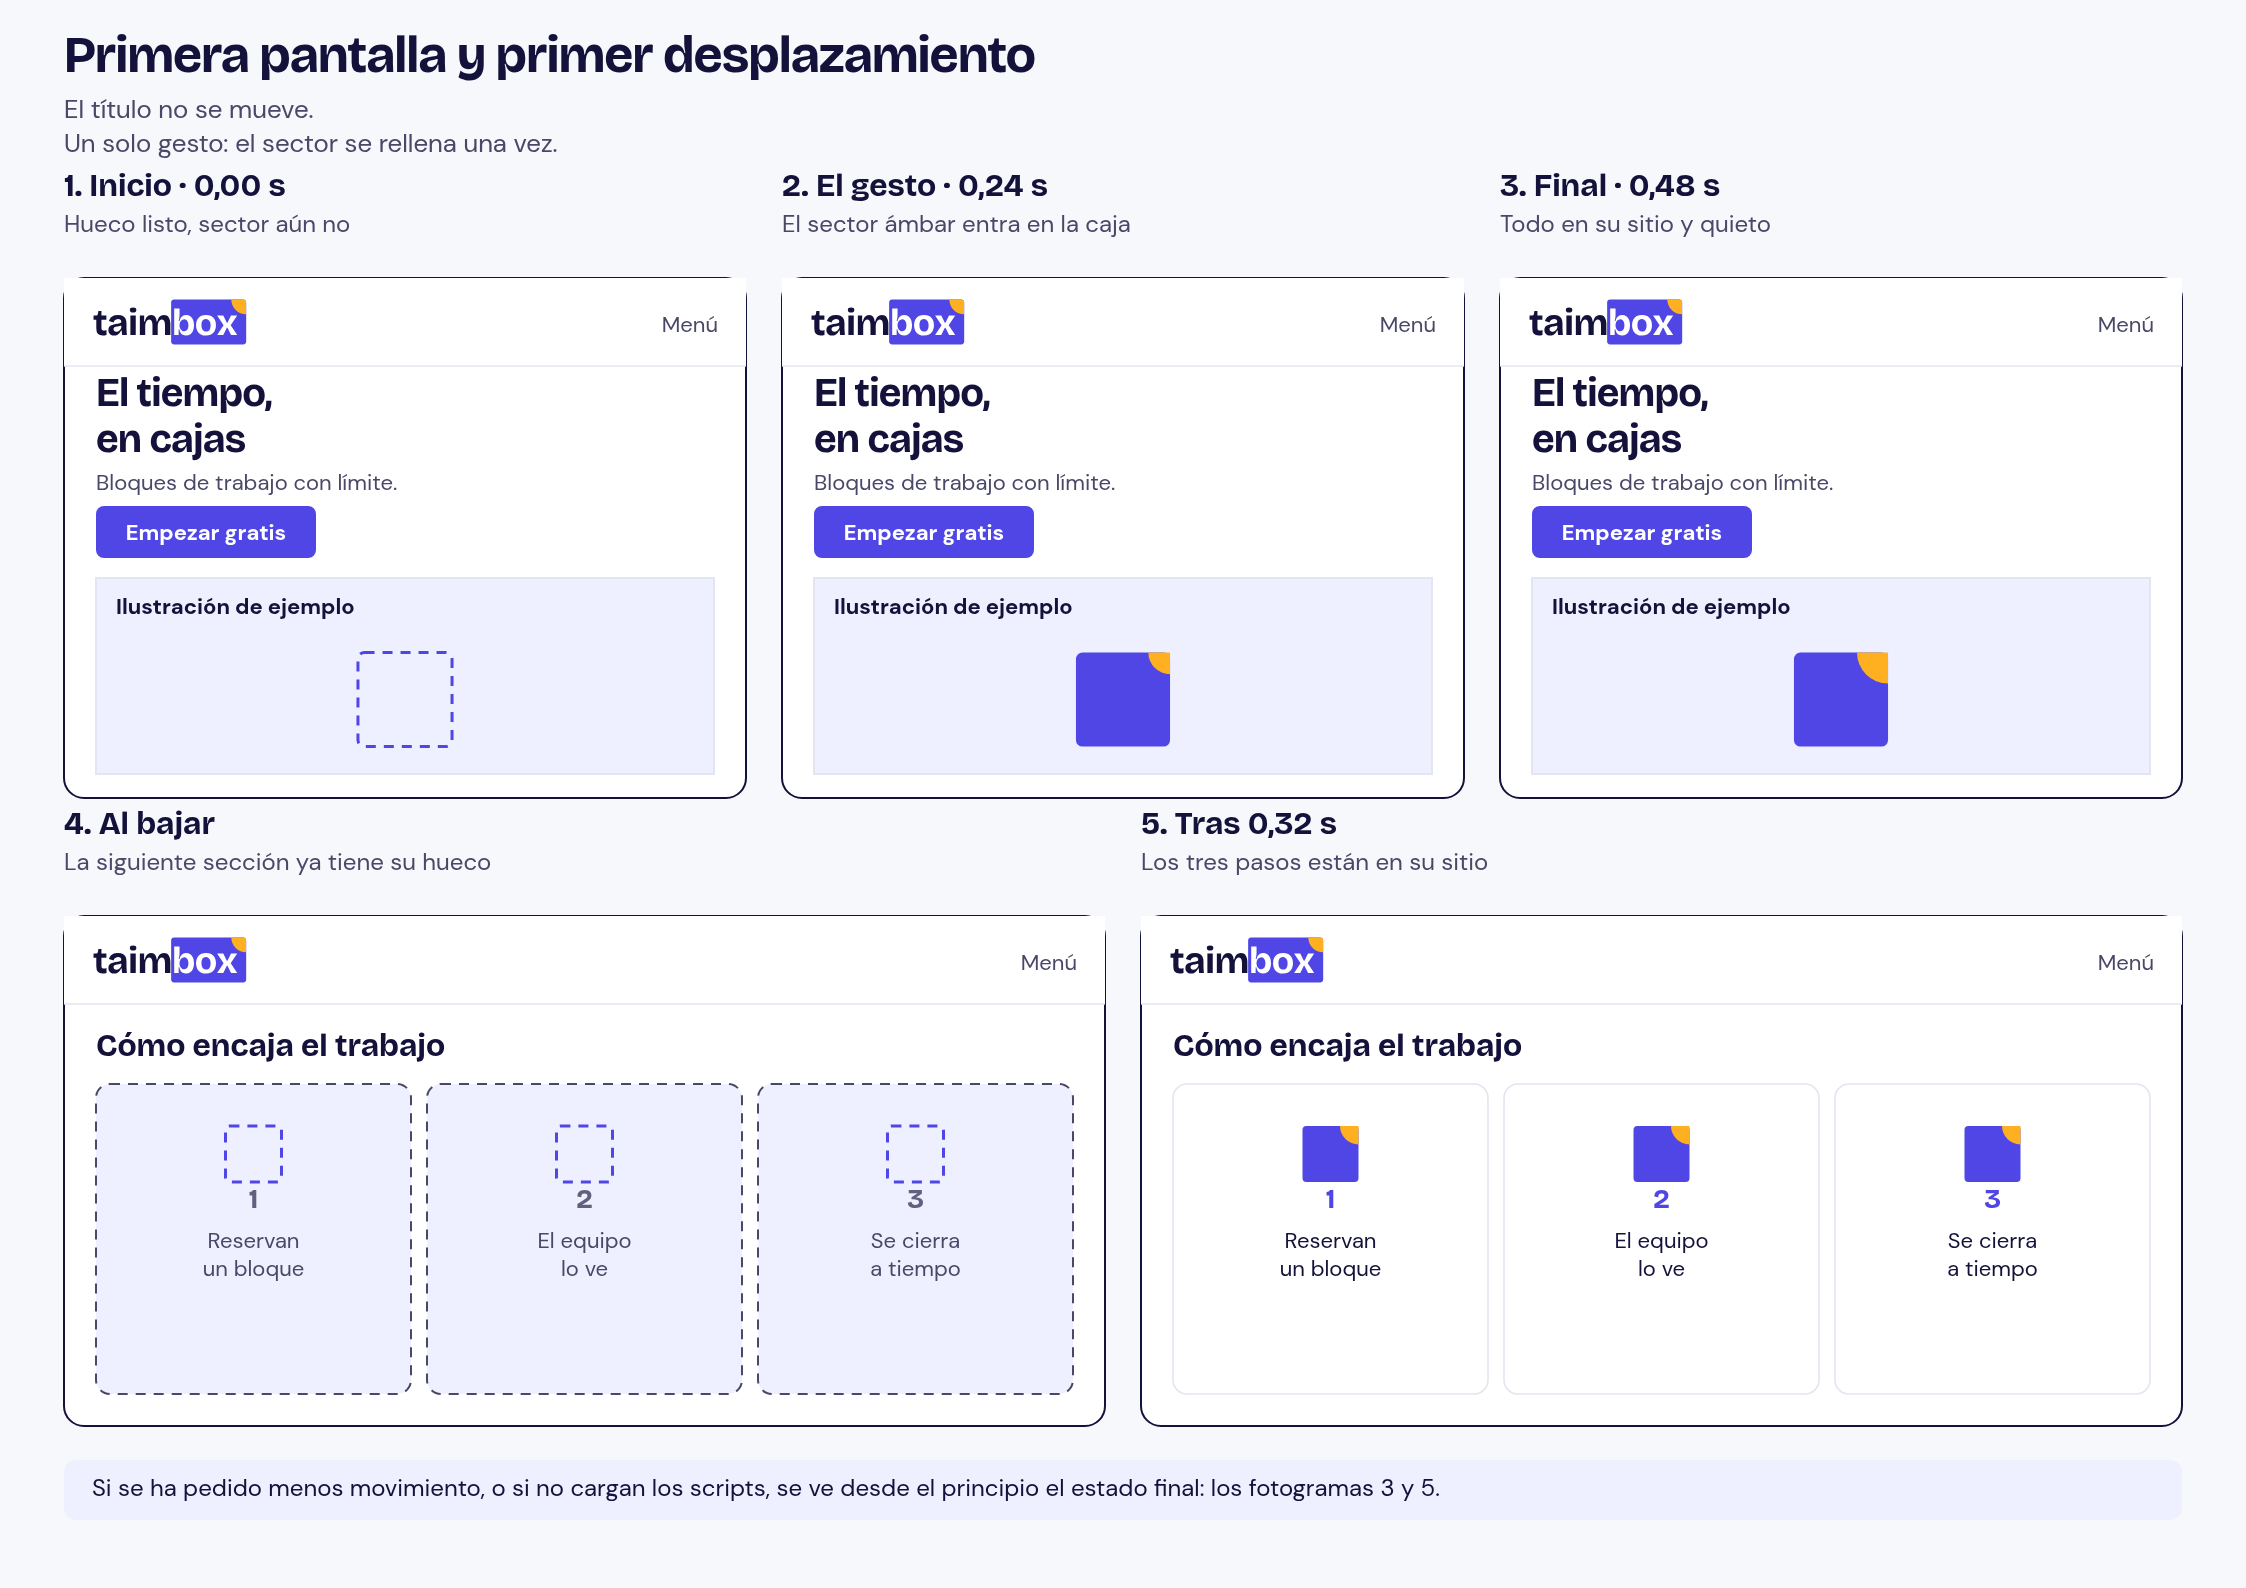 Primera pantalla y primer desplazamiento
El título no se mueve.
Un solo gesto: el sector se rellena una vez.
1. Inicio · 0,00 s
Hueco listo, sector aún no
taimbox
Menú
El tiempo,
en cajas
Bloques de trabajo con límite.
Empezar gratis
Ilustración de ejemplo
2. El gesto · 0,24 s
El sector ámbar entra en la caja
taimbox
Menú
El tiempo,
en cajas
Bloques de trabajo con límite.
Empezar gratis
Ilustración de ejemplo
3. Final · 0,48 s
Todo en su sitio y quieto
taimbox
Menú
El tiempo,
en cajas
Bloques de trabajo con límite.
Empezar gratis
Ilustración de ejemplo
4. Al bajar
La siguiente sección ya tiene su hueco
taimbox
Menú
Cómo encaja el trabajo
1
Reservan
un bloque
2
El equipo
lo ve
3
Se cierra
a tiempo
5. Tras 0,32 s
Los tres pasos están en su sitio
taimbox
Menú
Cómo encaja el trabajo
1
Reservan
un bloque
2
El equipo
lo ve
3
Se cierra
a tiempo
Si se ha pedido menos movimiento, o si no cargan los scripts, se ve desde el principio el estado final: los fotogramas 3 y 5.